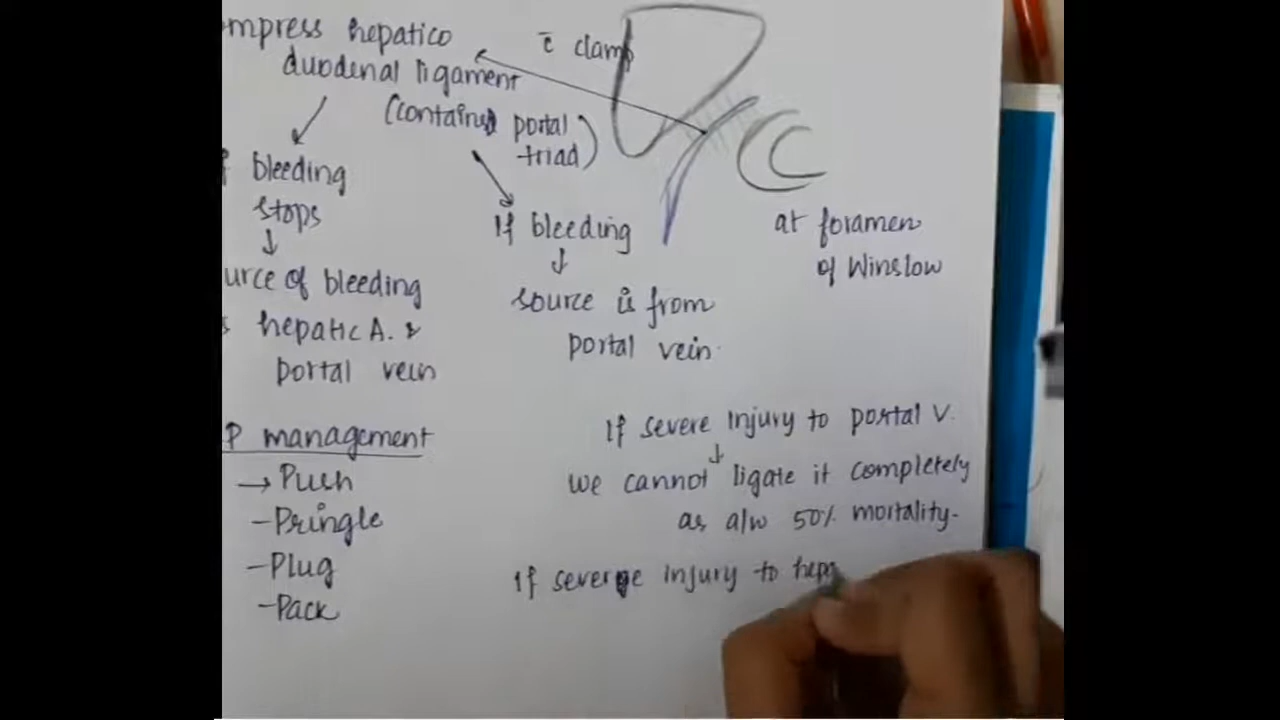 ompress hepatico
duodenal ligament
(contains portal
triad)
c̄ clamp
f bleeding
stops
↓
urce of bleeding
s hepatic A. &
portal vein
If bleeding
↓
source is from
portal vein.
at foramen
of Winslow
P management
→ Push
- Pringle
- Plug
- Pack
If severe injury to portal V.
↓
we cannot ligate it completely
as a/w 50% mortality.
If severe injury to hepa